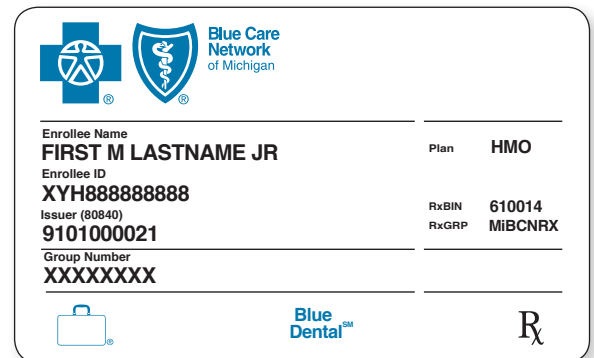 Blue Care
Network
of Michigan
®
®
Enrollee Name
FIRST M LASTNAME JR
Enrollee ID
XYH888888888
Issuer (80840)
9101000021
Group Number
XXXXXXXX
Plan HMO
RxBIN 610014
RxGRP MiBCNRX
®
Blue
Dental℠
Rx